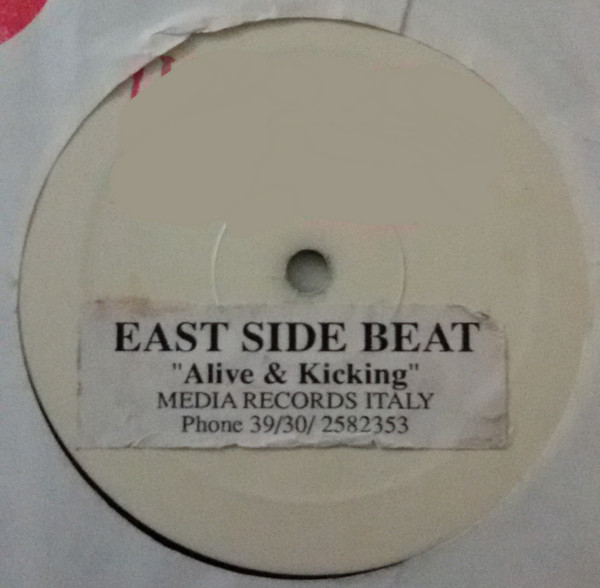 EAST SIDE BEAT
"Alive & Kicking"
MEDIA RECORDS ITALY
Phone 39/30/ 2582353